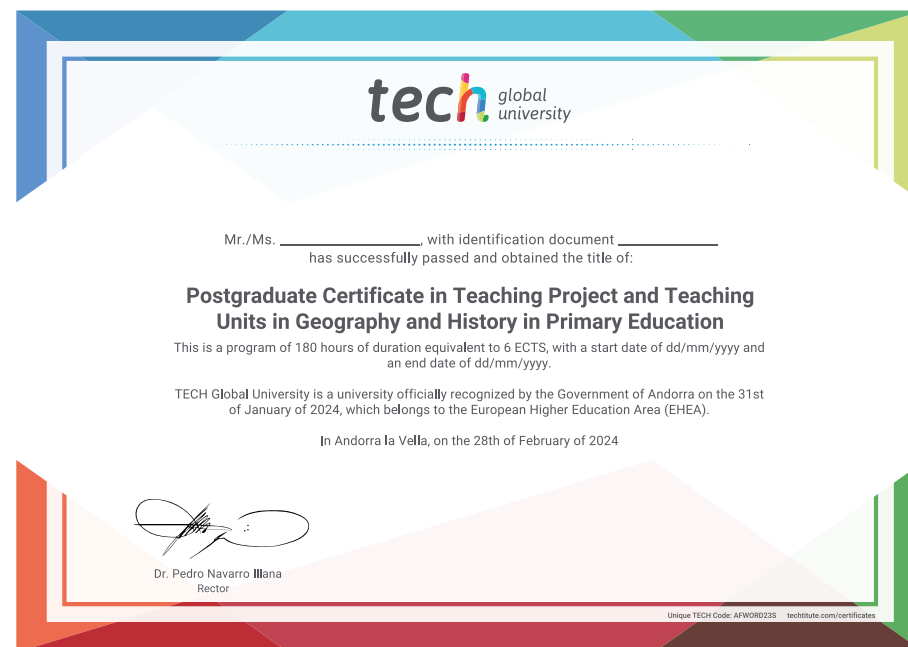 tech global
university
Mr./Ms. ____________, with identification document ____________
has successfully passed and obtained the title of:
Postgraduate Certificate in Teaching Project and Teaching
Units in Geography and History in Primary Education
This is a program of 180 hours of duration equivalent to 6 ECTS, with a start date of dd/mm/yyyy and
an end date of dd/mm/yyyy.
TECH Global University is a university officially recognized by the Government of Andorra on the 31st
of January of 2024, which belongs to the European Higher Education Area (EHEA).
In Andorra la Vella, on the 28th of February of 2024
Dr. Pedro Navarro Illana
Rector
Unique TECH Code: AFWORD23S techtitute.com/certificates